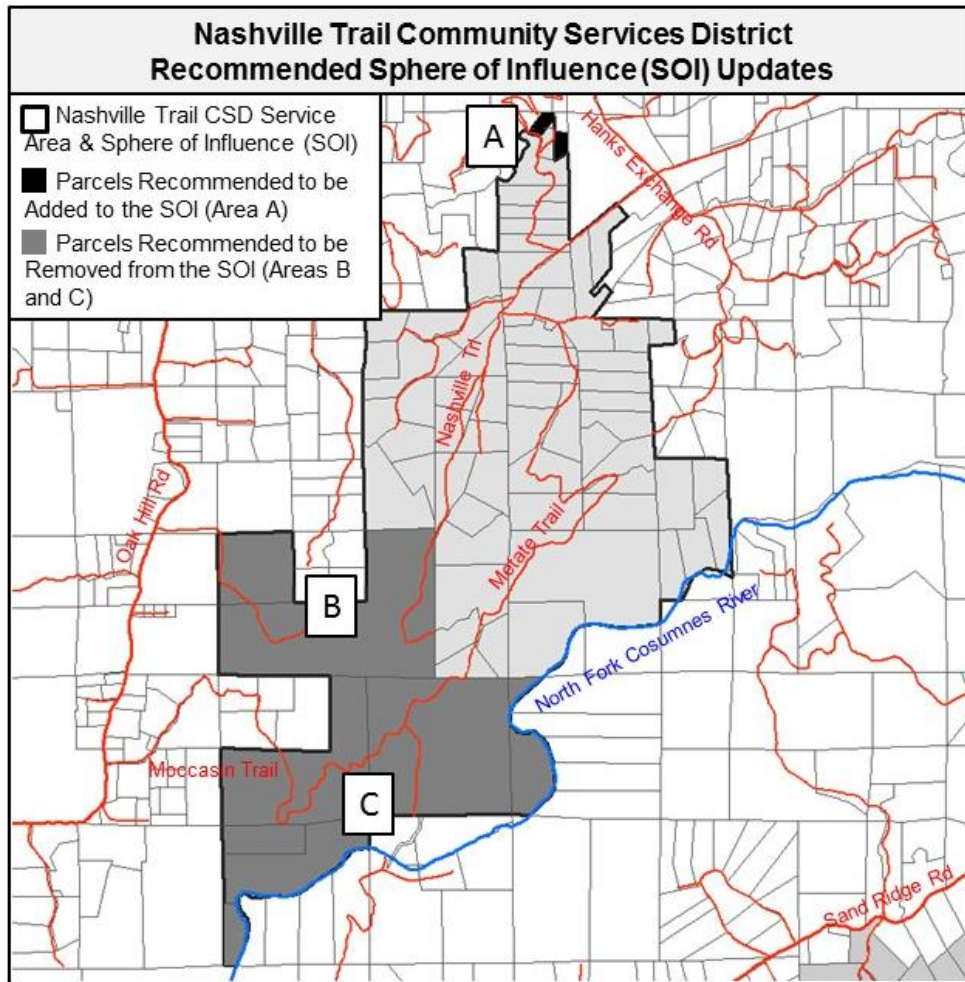 Nashville Trail Community Services District
Recommended Sphere of Influence (SOI) Updates
Nashville Trail CSD Service
Area & Sphere of Influence (SOI)
Parcels Recommended to be
Added to the SOI (Area A)
Parcels Recommended to be
Removed from the SOI (Areas B
and C)
A
Hanks Exchange Rd
Nashville Trl
Oak Hill Rd
Metate Trail
B
North Fork Cosumnes River
Moccasin Trail
C
Sand Ridge Rd